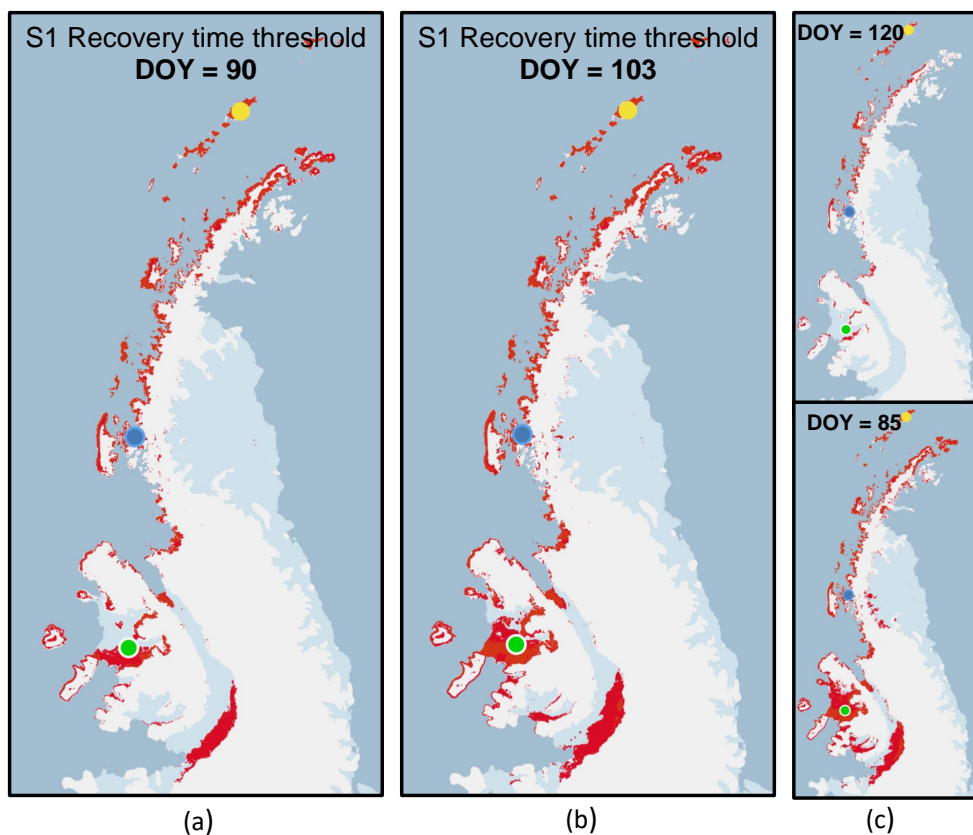 S1 Recovery time threshold
DOY = 90
S1 Recovery time threshold
DOY = 103
DOY = 120
DOY = 85
(a)
(b)
(c)